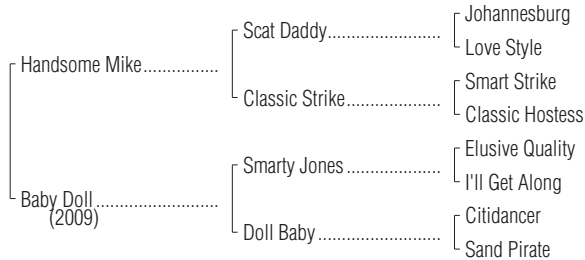 Johannesburg
Scat Daddy
Love Style
Handsome Mike
Smart Strike
Classic Strike
Classic Hostess
Elusive Quality
Smarty Jones
I'll Get Along
Baby Doll
(2009)
Citidancer
Doll Baby
Sand Pirate